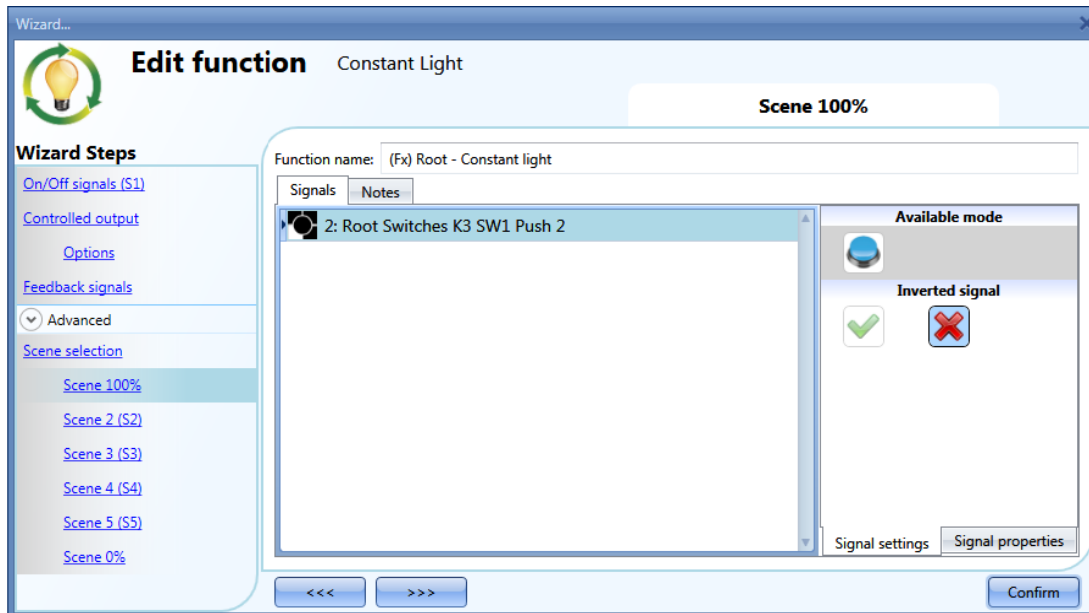 Wizard...
Edit function
Constant Light
Scene 100%
Wizard Steps
On/Off signals (S1)
Controlled output
Options
Feedback signals
Advanced
Scene selection
Scene 100%
Scene 2 (S2)
Scene 3 (S3)
Scene 4 (S4)
Scene 5 (S5)
Scene 0%
Function name: (Fx) Root - Constant light
Signals Notes
2: Root Switches K3 SW1 Push 2
Available mode
Inverted signal
Signal settings Signal properties
<<< >>> Confirm